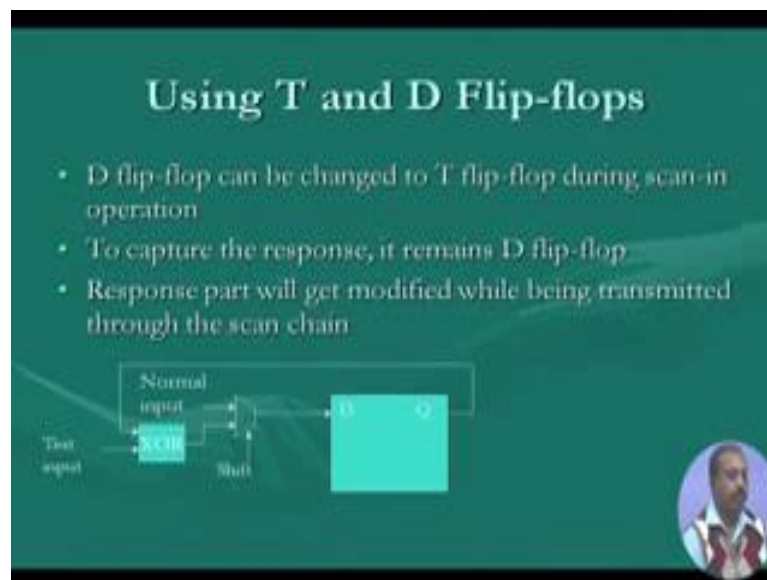 Using T and D Flip-flops
• D flip-flop can be changed to T flip-flop during scan-in
operation
• To capture the response, it remains D flip-flop
• Response part will get modified while being transmitted
through the scan chain
Normal
input
D Q
Test
input
XOR
Shift